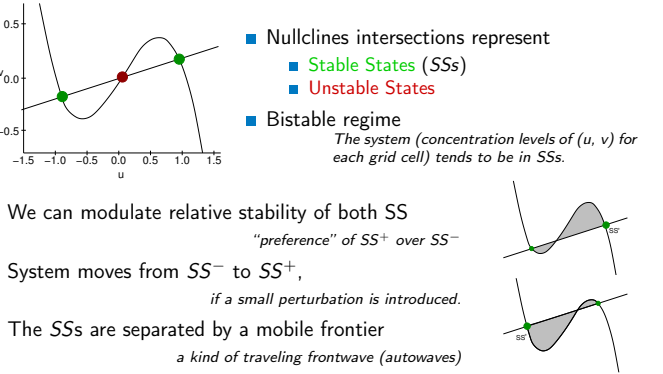 0.5
v
0.0
−0.5
−1.5 −1.0 −0.5 0.0 0.5 1.0 1.5
u
Nullclines intersections represent
Stable States (SSs)
Unstable States
Bistable regime
The system (concentration levels of (u, v) for
each grid cell) tends to be in SSs.
We can modulate relative stability of both SS
“preference” of SS+ over SS−
System moves from SS− to SS+,
if a small perturbation is introduced.
The SSs are separated by a mobile frontier
a kind of traveling frontwave (autowaves)